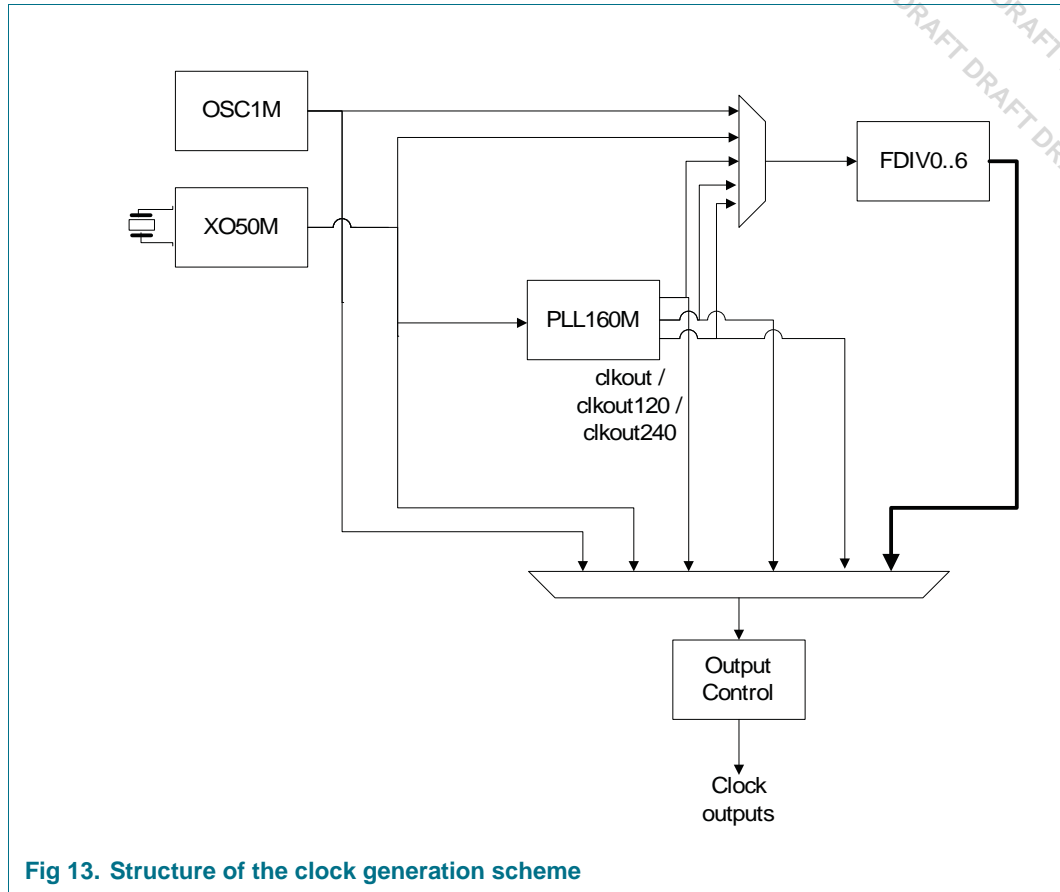 DRAFT DRAFT
DRAFT DRAFT DR
OSC1M
FDIV0..6
XO50M
PLL160M
clkout /
clkout120 /
clkout240
Output
Control
Clock
outputs
Fig 13. Structure of the clock generation scheme